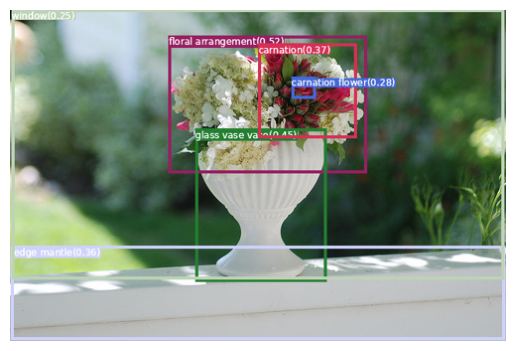 window(0.25)
floral arrangement(0.52)
carnation(0.37)
carnation flower(0.28)
glass vase vase(0.45)
edge mantle(0.36)